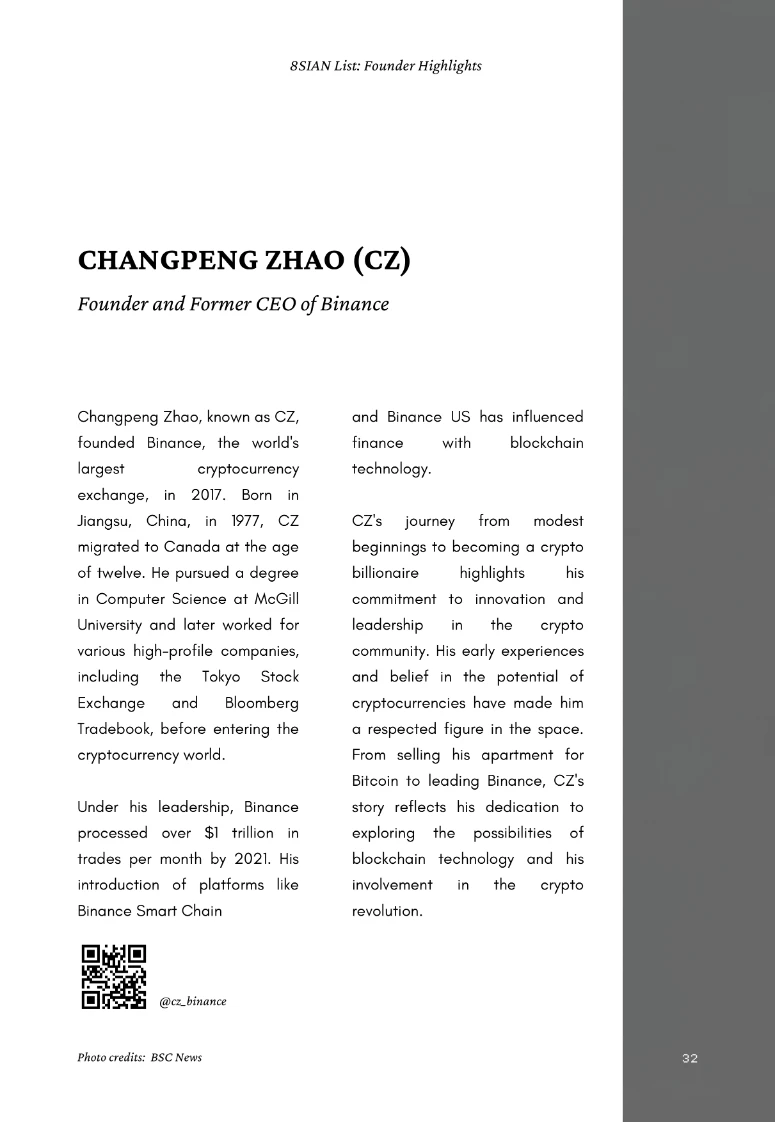 8SIAN List: Founder Highlights
CHANGPENG ZHAO (CZ)
Founder and Former CEO of Binance
Changpeng Zhao, known as CZ,
founded Binance, the world's
largest cryptocurrency
exchange, in 2017. Born in
Jiangsu, China, in 1977, CZ
migrated to Canada at the age
of twelve. He pursued a degree
in Computer Science at McGill
University and later worked for
various high-profile companies,
including the Tokyo Stock
Exchange and Bloomberg
Tradebook, before entering the
cryptocurrency world.
Under his leadership, Binance
processed over $1 trillion in
trades per month by 2021. His
introduction of platforms like
Binance Smart Chain
and Binance US has influenced
finance with blockchain
technology.
CZ's journey from modest
beginnings to becoming a crypto
billionaire highlights his
commitment to innovation and
leadership in the crypto
community. His early experiences
and belief in the potential of
cryptocurrencies have made him
a respected figure in the space.
From selling his apartment for
Bitcoin to leading Binance, CZ's
story reflects his dedication to
exploring the possibilities of
blockchain technology and his
involvement in the crypto
revolution.
@cz_binance
Photo credits: BSC News
32